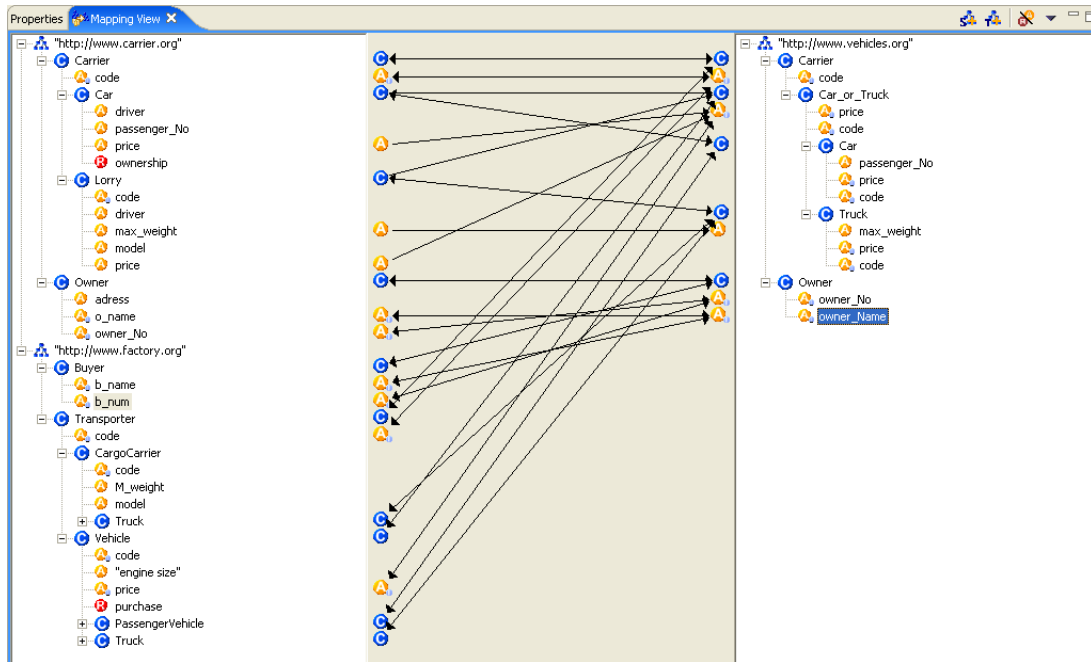 Properties Mapping View
"http://www.carrier.org"
Carrier
code
Car
driver
passenger_No
price
ownership
Lorry
code
driver
max_weight
model
price
Owner
adress
o_name
owner_No
"http://www.factory.org"
Buyer
b_name
b_num
Transporter
code
CargoCarrier
code
M_weight
model
Truck
Vehicle
code
"engine size"
price
purchase
PassengerVehicle
Truck
"http://www.vehicles.org"
Carrier
code
Car_or_Truck
price
code
Car
passenger_No
price
code
Truck
max_weight
price
code
Owner
owner_No
owner_Name